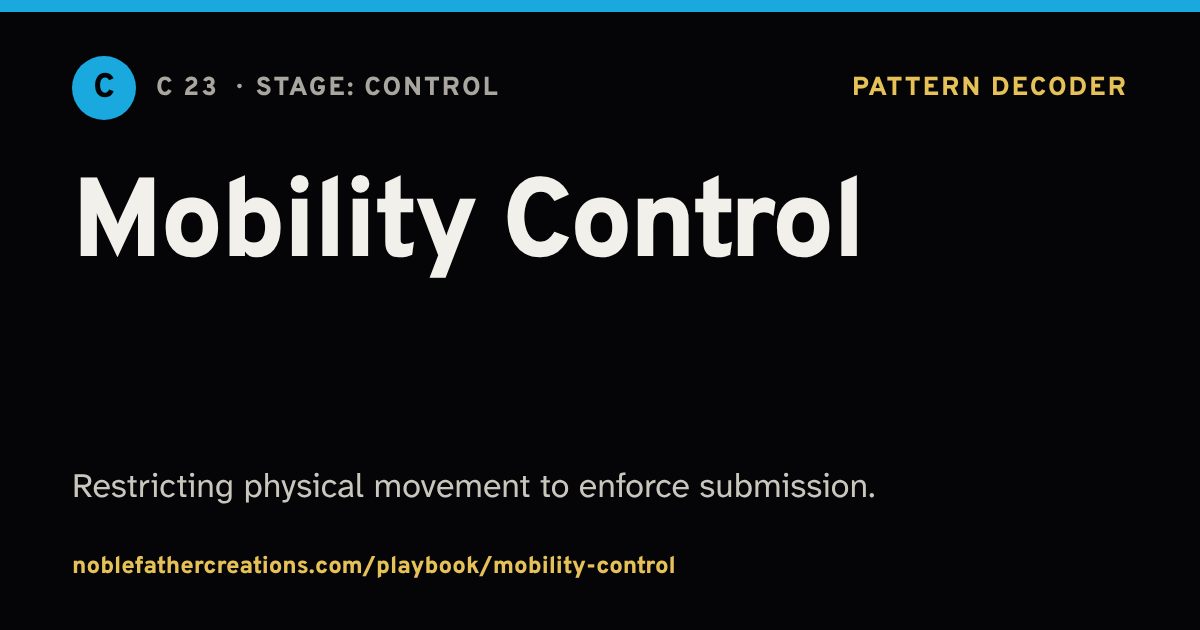 C
C 23 · STAGE: CONTROL
PATTERN DECODER
Mobility Control
Restricting physical movement to enforce submission.
noblefathercreations.com/playbook/mobility-control